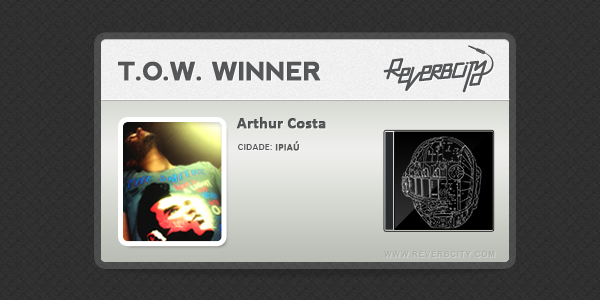 T.O.W. WINNER
ReverbCity
Arthur Costa
CIDADE: IPIAÚ
WWW.REVERBCITY.COM